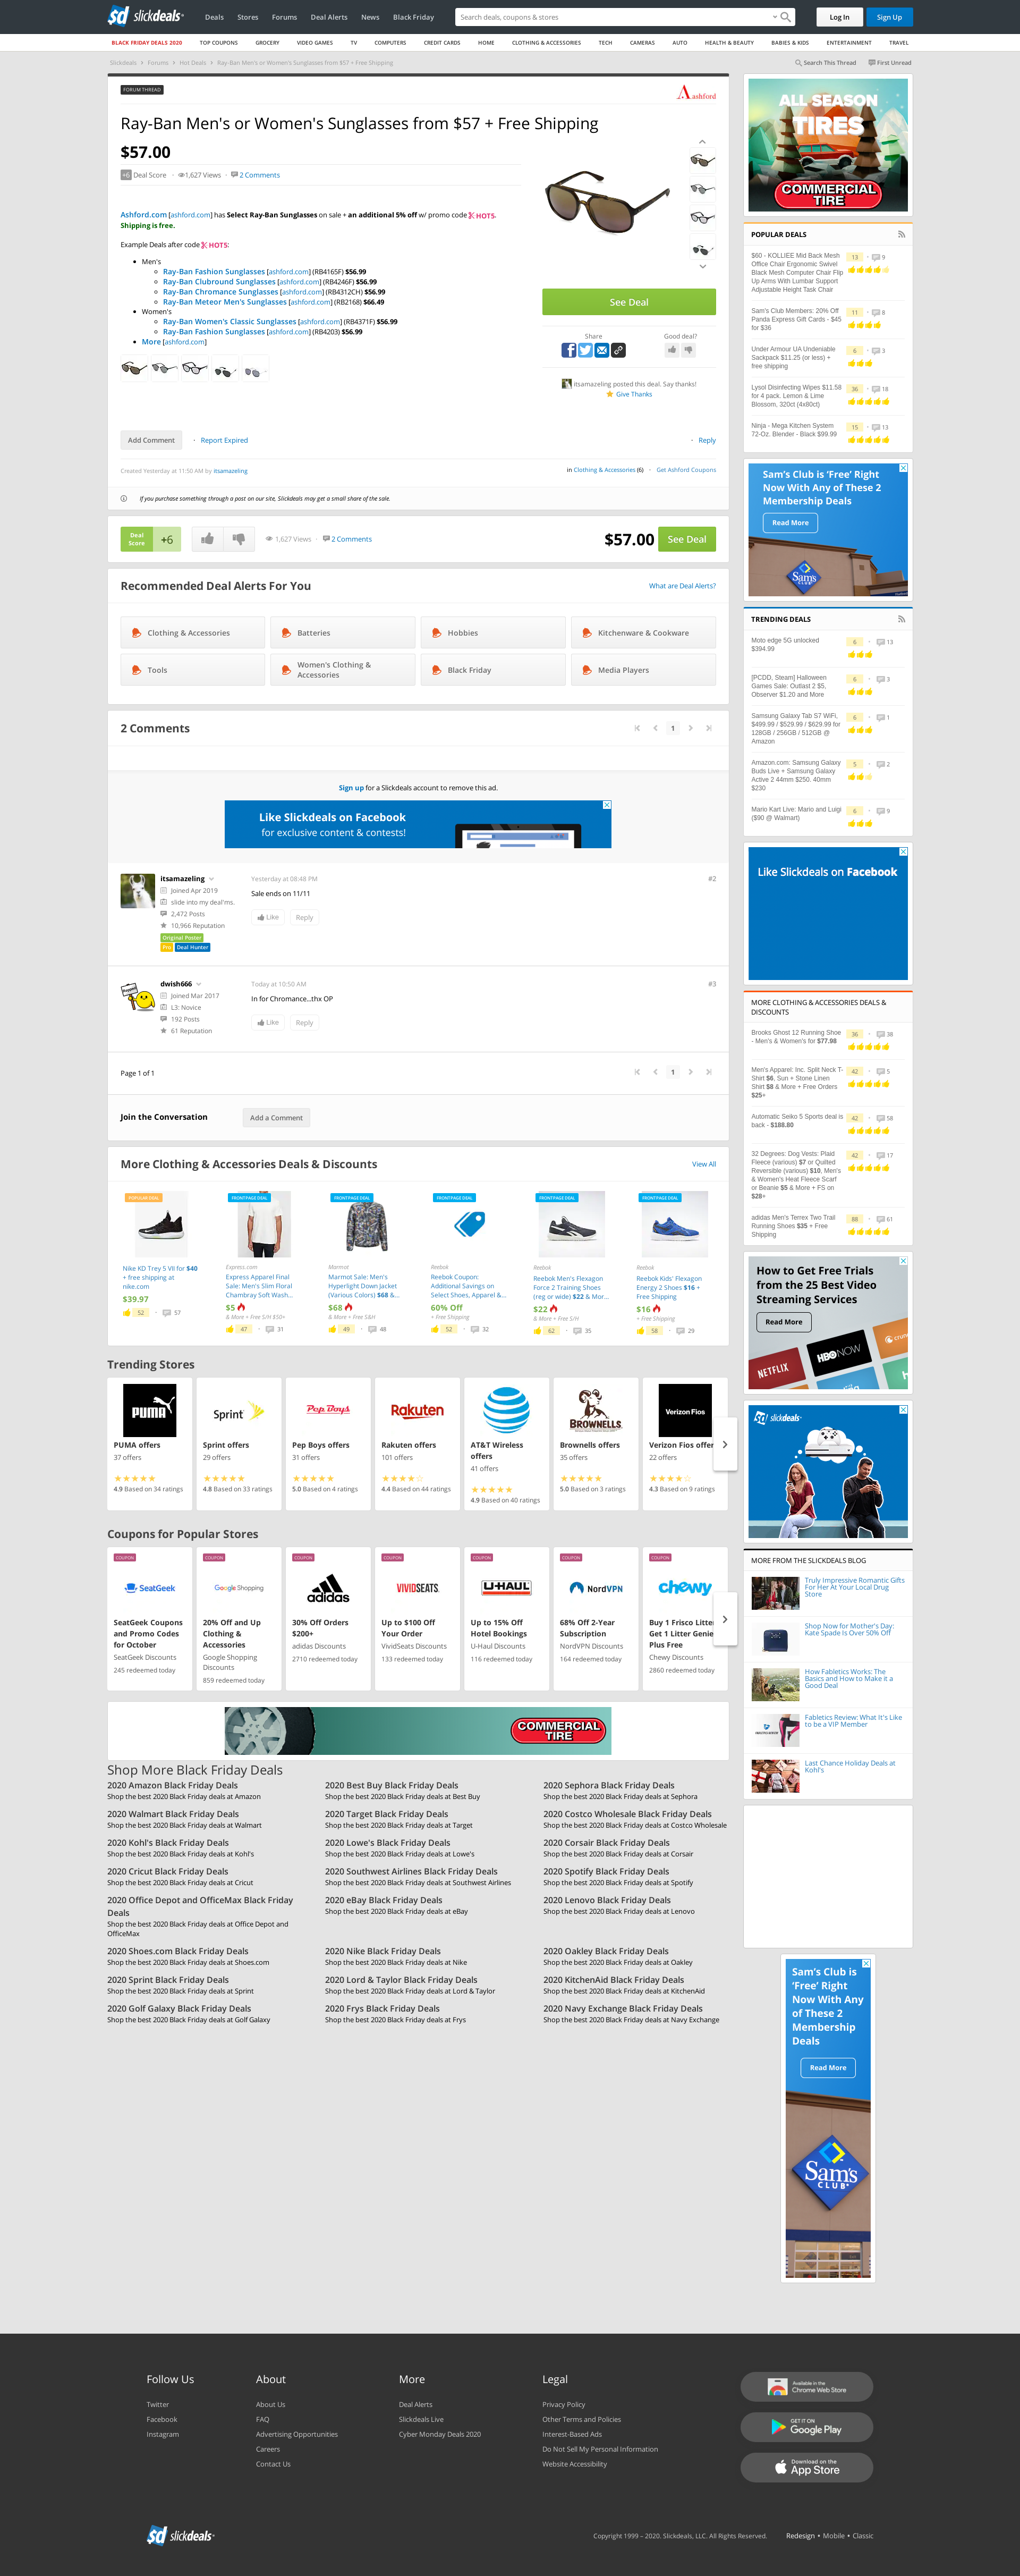 slickdeals
Deals
Stores
Forums
Deal Alerts
News
Black Friday
Search deals, coupons & stores
Log In
Sign Up
BLACK FRIDAY DEALS 2020
TOP COUPONS
GROCERY
VIDEO GAMES
TV
COMPUTERS
CREDIT CARDS
HOME
CLOTHING & ACCESSORIES
TECH
CAMERAS
AUTO
HEALTH & BEAUTY
BABIES & KIDS
ENTERTAINMENT
TRAVEL
Slickdeals › Forums › Hot Deals › Ray-Ban Men's or Women's Sunglasses from $57 + Free Shipping
Search This Thread
First Unread
FORUM THREAD
Aashford
Ray-Ban Men's or Women's Sunglasses from $57 + Free Shipping
$57.00
+6 Deal Score
1,627 Views
2 Comments
Ashford.com [ashford.com] has Select Ray-Ban Sunglasses on sale + an additional 5% off w/ promo code HOT5.
Shipping is free.
Example Deals after code HOT5:
Men's
Ray-Ban Fashion Sunglasses [ashford.com] (RB4165F) $56.99
Ray-Ban Clubround Sunglasses [ashford.com] (RB4246F) $56.99
Ray-Ban Chromance Sunglasses [ashford.com] (RB4312CH) $56.99
Ray-Ban Meteor Men's Sunglasses [ashford.com] (RB2168) $66.49
Women's
Ray-Ban Women's Classic Sunglasses [ashford.com] (RB4371F) $56.99
Ray-Ban Fashion Sunglasses [ashford.com] (RB4203) $56.99
More [ashford.com]
See Deal
Share
Good deal?
itsamazeling posted this deal. Say thanks!
Give Thanks
Add Comment
Report Expired
Reply
Created Yesterday at 11:50 AM by itsamazeling
in Clothing & Accessories (6)
Get Ashford Coupons
If you purchase something through a post on our site, Slickdeals may get a small share of the sale.
Deal Score
+6
1,627 Views
2 Comments
$57.00
See Deal
Recommended Deal Alerts For You
What are Deal Alerts?
Clothing & Accessories
Batteries
Hobbies
Kitchenware & Cookware
Tools
Women's Clothing & Accessories
Black Friday
Media Players
2 Comments
1
Sign up for a Slickdeals account to remove this ad.
Like Slickdeals on Facebook
for exclusive content & contests!
itsamazeling
Joined Apr 2019
slide into my deal'ms.
2,472 Posts
10,966 Reputation
Original Poster
Pro
Deal Hunter
Yesterday at 08:48 PM
#2
Sale ends on 11/11
Like
Reply
dwish666
Joined Mar 2017
L3: Novice
192 Posts
61 Reputation
Today at 10:50 AM
#3
In for Chromance...thx OP
Like
Reply
Page 1 of 1
1
Join the Conversation
Add a Comment
More Clothing & Accessories Deals & Discounts
View All
POPULAR DEAL
Nike KD Trey 5 VII for $40
+ free shipping at
nike.com
$39.97
52
57
FRONTPAGE DEAL
Express.com
Express Apparel Final
Sale: Men's Slim Floral
Chambray Soft Wash...
$5
& More + Free S/H $50+
47
31
FRONTPAGE DEAL
Marmot
Marmot Sale: Men's
Hyperlight Down Jacket
(Various Colors) $68 &...
$68
& More + Free S&H
49
48
FRONTPAGE DEAL
Reebok
Reebok Coupon:
Additional Savings on
Select Shoes, Apparel &...
60% Off
+ Free Shipping
52
32
FRONTPAGE DEAL
Reebok
Reebok Men's Flexagon
Force 2 Training Shoes
(reg or wide) $22 & Mor...
$22
& More + Free S/H
62
35
FRONTPAGE DEAL
Reebok
Reebok Kids' Flexagon
Energy 2 Shoes $16 +
Free Shipping
$16
+ Free Shipping
58
29
Trending Stores
PUMA
PUMA offers
37 offers
4.9 Based on 34 ratings
Sprint
Sprint offers
29 offers
4.8 Based on 33 ratings
Pep Boys
Pep Boys offers
31 offers
5.0 Based on 4 ratings
Rakuten
Rakuten offers
101 offers
4.4 Based on 44 ratings
AT&T Wireless offers
41 offers
4.9 Based on 40 ratings
BROWNELLS
Brownells offers
35 offers
5.0 Based on 3 ratings
Verizon Fios
Verizon Fios offer
22 offers
4.3 Based on 9 ratings
Coupons for Popular Stores
COUPON
SeatGeek
SeatGeek Coupons and Promo Codes for October
SeatGeek Discounts
245 redeemed today
COUPON
Google Shopping
20% Off and Up Clothing & Accessories
Google Shopping Discounts
859 redeemed today
COUPON
adidas
30% Off Orders $200+
adidas Discounts
2710 redeemed today
COUPON
VIVIDSEATS
Up to $100 Off Your Order
VividSeats Discounts
133 redeemed today
COUPON
U-HAUL
Up to 15% Off Hotel Bookings
U-Haul Discounts
116 redeemed today
COUPON
NordVPN
68% Off 2-Year Subscription
NordVPN Discounts
164 redeemed today
COUPON
chewy
Buy 1 Frisco Litter Get 1 Litter Genie Plus Free
Chewy Discounts
2860 redeemed today
COMMERCIAL TIRE
Shop More Black Friday Deals
2020 Amazon Black Friday Deals
Shop the best 2020 Black Friday deals at Amazon
2020 Best Buy Black Friday Deals
Shop the best 2020 Black Friday deals at Best Buy
2020 Sephora Black Friday Deals
Shop the best 2020 Black Friday deals at Sephora
2020 Walmart Black Friday Deals
Shop the best 2020 Black Friday deals at Walmart
2020 Target Black Friday Deals
Shop the best 2020 Black Friday deals at Target
2020 Costco Wholesale Black Friday Deals
Shop the best 2020 Black Friday deals at Costco Wholesale
2020 Kohl's Black Friday Deals
Shop the best 2020 Black Friday deals at Kohl's
2020 Lowe's Black Friday Deals
Shop the best 2020 Black Friday deals at Lowe's
2020 Corsair Black Friday Deals
Shop the best 2020 Black Friday deals at Corsair
2020 Cricut Black Friday Deals
Shop the best 2020 Black Friday deals at Cricut
2020 Southwest Airlines Black Friday Deals
Shop the best 2020 Black Friday deals at Southwest Airlines
2020 Spotify Black Friday Deals
Shop the best 2020 Black Friday deals at Spotify
2020 Office Depot and OfficeMax Black Friday Deals
Shop the best 2020 Black Friday deals at Office Depot and OfficeMax
2020 eBay Black Friday Deals
Shop the best 2020 Black Friday deals at eBay
2020 Lenovo Black Friday Deals
Shop the best 2020 Black Friday deals at Lenovo
2020 Shoes.com Black Friday Deals
Shop the best 2020 Black Friday deals at Shoes.com
2020 Nike Black Friday Deals
Shop the best 2020 Black Friday deals at Nike
2020 Oakley Black Friday Deals
Shop the best 2020 Black Friday deals at Oakley
2020 Sprint Black Friday Deals
Shop the best 2020 Black Friday deals at Sprint
2020 Lord & Taylor Black Friday Deals
Shop the best 2020 Black Friday deals at Lord & Taylor
2020 KitchenAid Black Friday Deals
Shop the best 2020 Black Friday deals at KitchenAid
2020 Golf Galaxy Black Friday Deals
Shop the best 2020 Black Friday deals at Golf Galaxy
2020 Frys Black Friday Deals
Shop the best 2020 Black Friday deals at Frys
2020 Navy Exchange Black Friday Deals
Shop the best 2020 Black Friday deals at Navy Exchange
ALL SEASON
TIRES
COMMERCIAL TIRE
POPULAR DEALS
$60 - KOLLIEE Mid Back Mesh
Office Chair Ergonomic Swivel
Black Mesh Computer Chair Flip
Up Arms With Lumbar Support
Adjustable Height Task Chair
13
9
Sam's Club Members: 20% Off
Panda Express Gift Cards - $45
for $36
11
8
Under Armour UA Undeniable
Sackpack $11.25 (or less) +
free shipping
6
3
Lysol Disinfecting Wipes $11.58
for 4 pack. Lemon & Lime
Blossom, 320ct (4x80ct)
36
18
Ninja - Mega Kitchen System
72-Oz. Blender - Black $99.99
15
13
Sam's Club is 'Free' Right
Now With Any of These 2
Membership Deals
Read More
Sam's
CLUB
TRENDING DEALS
Moto edge 5G unlocked
$394.99
6
13
[PCDD, Steam] Halloween
Games Sale: Outlast 2 $5,
Observer $1.20 and More
6
3
Samsung Galaxy Tab S7 WiFi,
$499.99 / $529.99 / $629.99 for
128GB / 256GB / 512GB @
Amazon
6
1
Amazon.com: Samsung Galaxy
Buds Live + Samsung Galaxy
Active 2 44mm $250. 40mm
$230
5
2
Mario Kart Live: Mario and Luigi
($90 @ Walmart)
6
9
Like Slickdeals on Facebook
MORE CLOTHING & ACCESSORIES DEALS &
DISCOUNTS
Brooks Ghost 12 Running Shoe
- Men's & Women's for $77.98
36
38
Men's Apparel: Inc. Split Neck T-
Shirt $6, Sun + Stone Linen
Shirt $8 & More + Free Orders
$25+
42
5
Automatic Seiko 5 Sports deal is
back - $188.80
42
58
32 Degrees: Dog Vests: Plaid
Fleece (various) $7 or Quilted
Reversible (various) $10, Men's
& Women's Heat Fleece Scarf
or Beanie $5 & More + FS on
$28+
42
17
adidas Men's Terrex Two Trail
Running Shoes $35 + Free
Shipping
88
61
How to Get Free Trials
from the 25 Best Video
Streaming Services
Read More
NETFLIX
HBO NOW
crunchy
hulu
slickdeals
MORE FROM THE SLICKDEALS BLOG
Truly Impressive Romantic Gifts
For Her At Your Local Drug
Store
Shop Now for Mother's Day:
Kate Spade Is Over 50% Off
How Fabletics Works: The
Basics and How to Make it a
Good Deal
Fabletics Review: What It's Like
to be a VIP Member
Last Chance Holiday Deals at
Kohl's
Sam's Club is
'Free' Right
Now With Any
of These 2
Membership
Deals
Read More
Sam's
CLUB
Follow Us
Twitter
Facebook
Instagram
About
About Us
FAQ
Advertising Opportunities
Careers
Contact Us
More
Deal Alerts
Slickdeals Live
Cyber Monday Deals 2020
Legal
Privacy Policy
Other Terms and Policies
Interest-Based Ads
Do Not Sell My Personal Information
Website Accessibility
Available in the
Chrome Web Store
GET IT ON
Google Play
Download on the
App Store
slickdeals
Copyright 1999 – 2020. Slickdeals, LLC. All Rights Reserved.
Redesign • Mobile • Classic